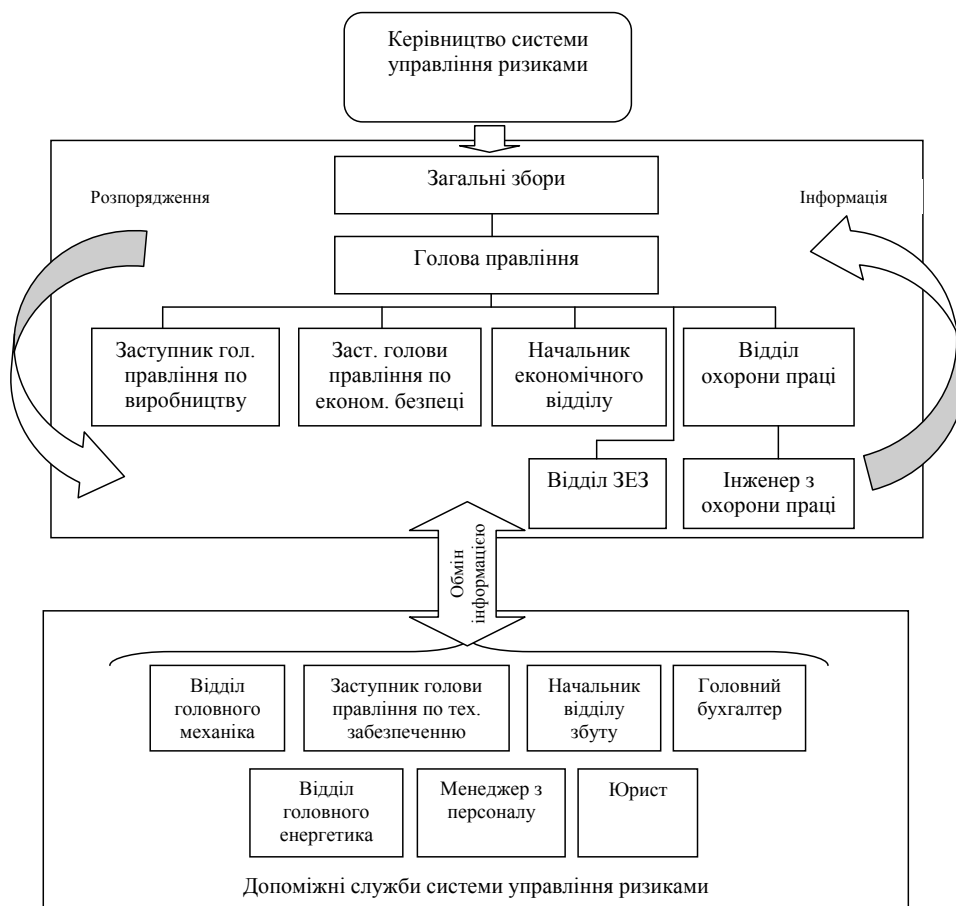 Керівництво системи
управління ризиками
Загальні збори
Розпорядження
Інформація
Голова правління
Заступник гол.
правління по
виробництву
Заст. голови
правління по
економ. безпеці
Начальник
економічного
відділу
Відділ
охорони праці
Відділ ЗЕЗ
Інженер з
охорони праці
Обмін
інформацією
Відділ
головного
механіка
Заступник голови
правління по тех.
забезпеченню
Начальник
відділу
збуту
Головний
бухгалтер
Відділ
головного
енергетика
Менеджер з
персоналу
Юрист
Допоміжні служби системи управління ризиками